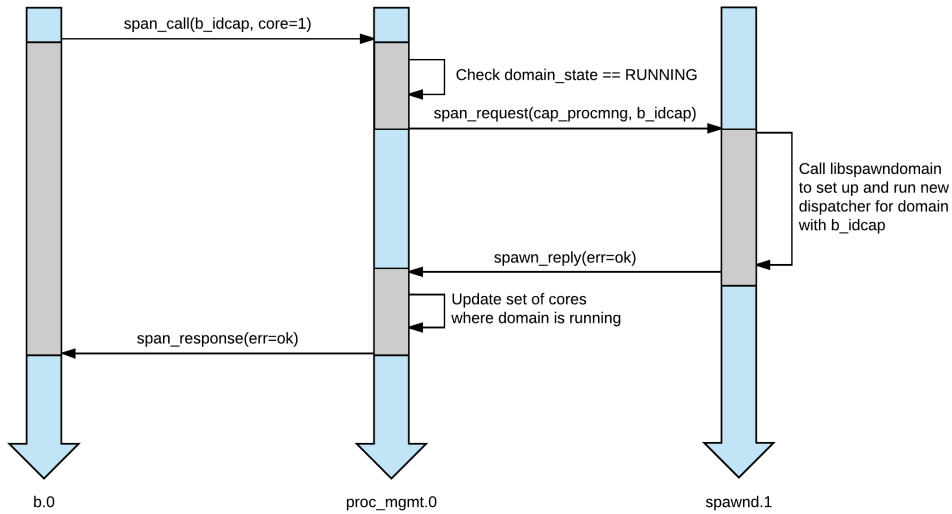 span_call(b_idcap, core=1)
Check domain_state == RUNNING
span_request(cap_procmng, b_idcap)
Call libspawndomain
to set up and run new
dispatcher for domain
with b_idcap
spawn_reply(err=ok)
Update set of cores
where domain is running
span_response(err=ok)
b.0
proc_mgmt.0
spawnd.1